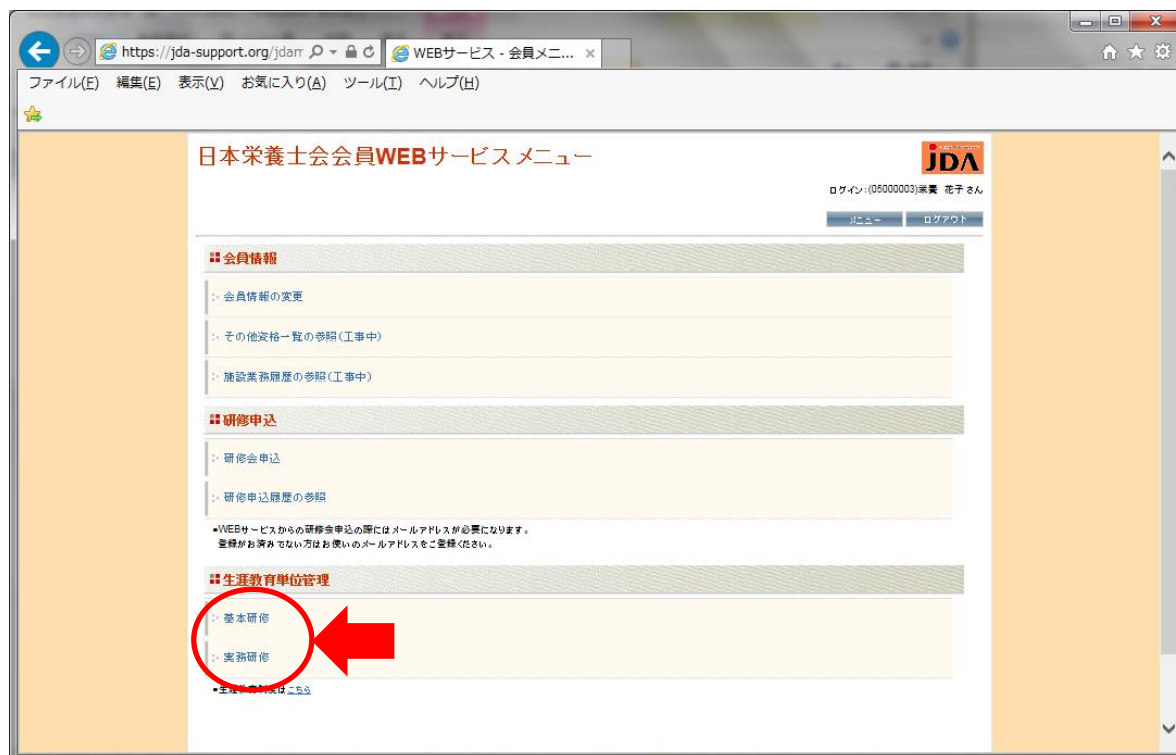 https://jda-support.org/jdam
WEBサービス - 会員メニ...
ファイル(F) 編集(E) 表示(V) お気に入り(A) ツール(T) ヘルプ(H)
日本栄養士会会員WEBサービスメニュー
JDA
ログイン:(05000003)栄養 花子さん
メニュー ログアウト
会員情報
会員情報の変更
その他資格一覧の参照(工事中)
施設業務履歴の参照(工事中)
研修申込
研修会申込
研修申込履歴の参照
•WEBサービスからの研修会申込の際にはメールアドレスが必要になります。
登録がお済みでない方はお使いのメールアドレスをご登録ください。
生涯教育単位管理
基本研修
実務研修
•生涯教育制度はこちら